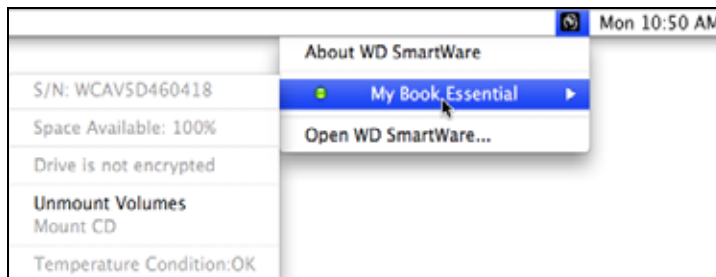 Mon 10:50 AM
About WD SmartWare
My Book Essential
Open WD SmartWare...
S/N: WCAV5D460418
Space Available: 100%
Drive is not encrypted
Unmount Volumes
Mount CD
Temperature Condition:OK